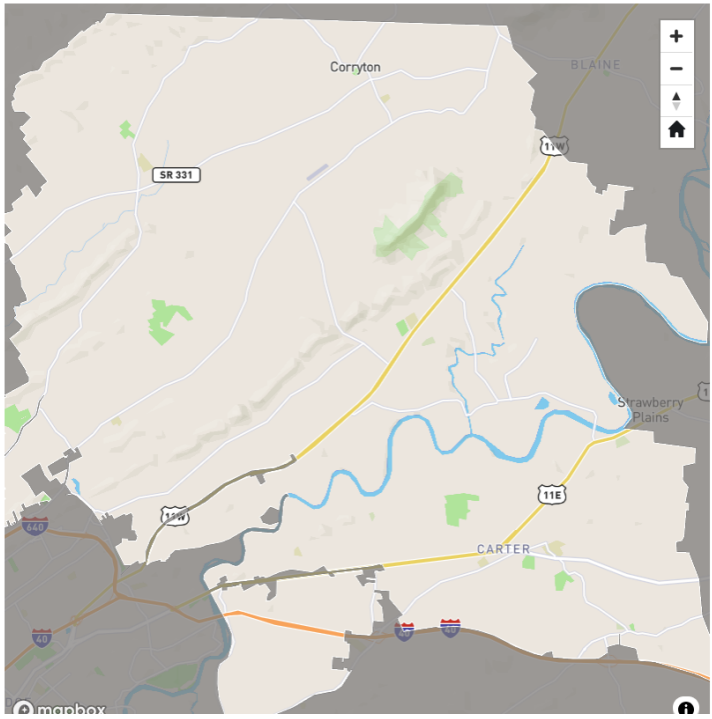 Corryton
BLAINE
11W
SR 331
Strawberry
Plains
11E
11W
640
CARTER
40
40
40
mapbox